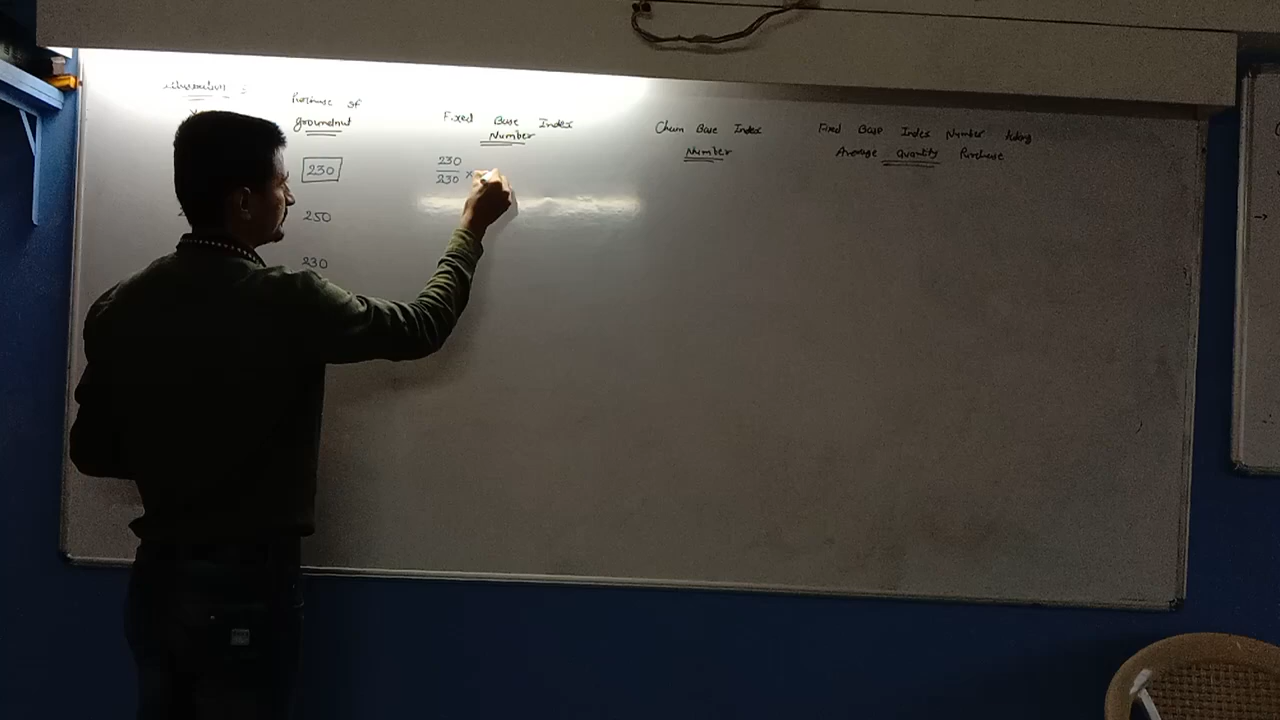 Illustration :
Purchase of
groundnut
Fixed Base Index
Number
Chain Base Index
Number
Fixed Base Index Number taking
Average Quantity Purchase
230
230
230 ×
250
230